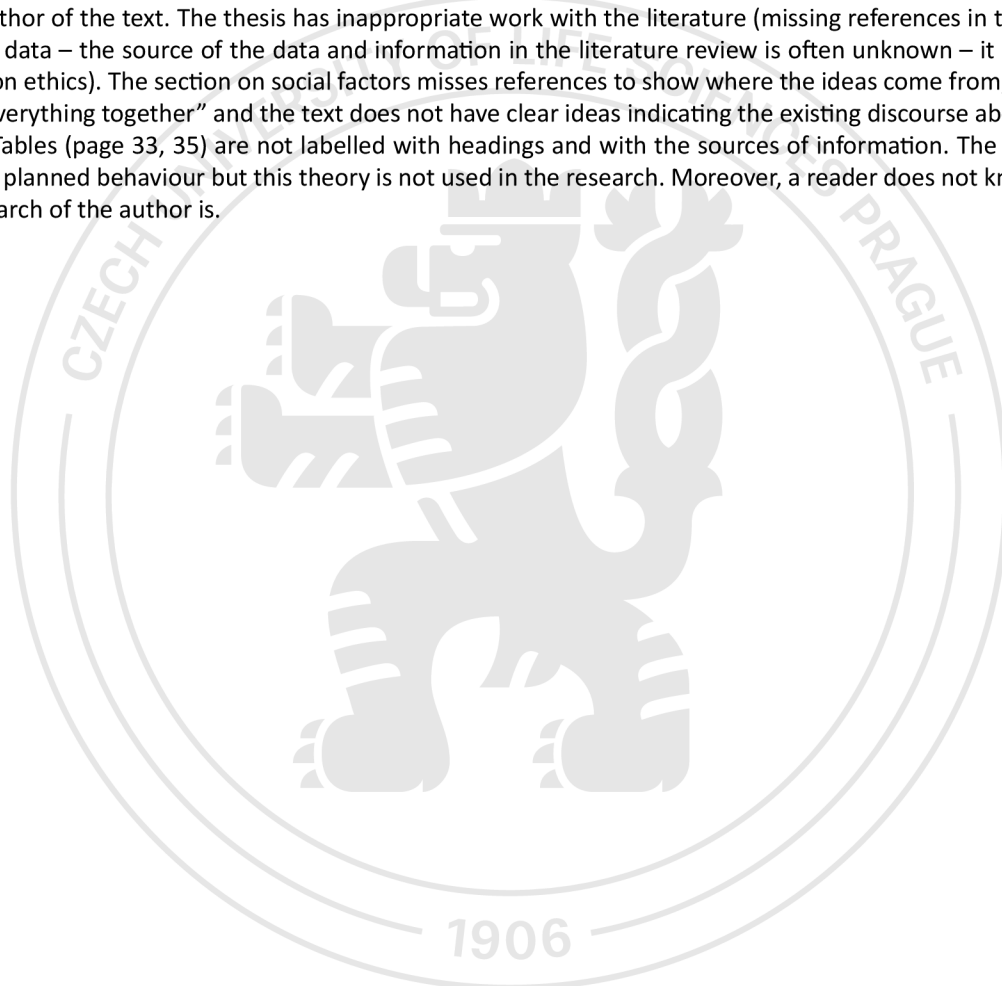 thor of the text. The thesis has inappropriate work with the literature (missing references in t
data – the source of the data and information in the literature review is often unknown – it
on ethics). The section on social factors misses references to show where the ideas come from
verything together” and the text does not have clear ideas indicating the existing discourse ab
Tables (page 33, 35) are not labelled with headings and with the sources of information. The
planned behaviour but this theory is not used in the research. Moreover, a reader does not kn
arch of the author is.
CZECH UNIVERSITY OF LIFE SCIENCES PRAGUE
1906